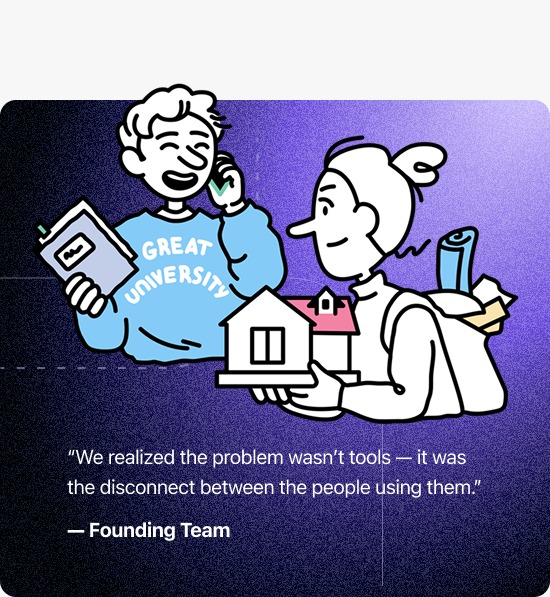 GREAT
UNIVERSITY
“We realized the problem wasn’t tools — it was
the disconnect between the people using them.”
— Founding Team